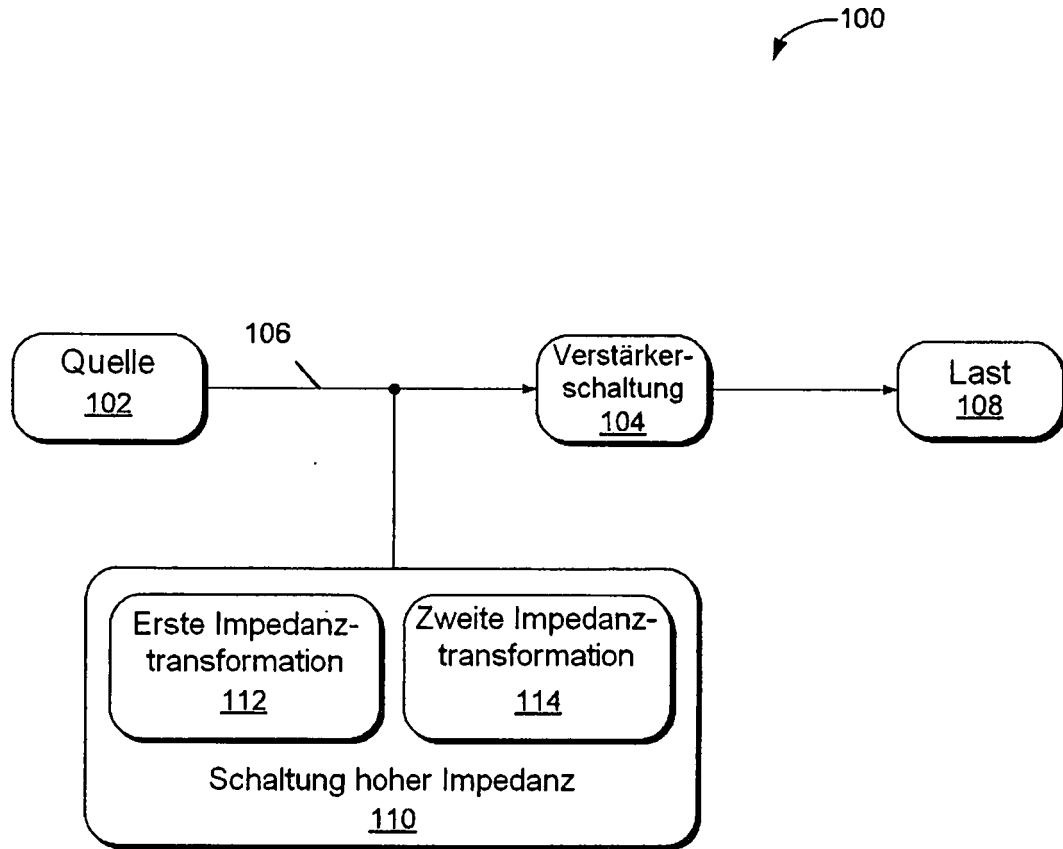 100
106
Quelle
102
Verstärker-
schaltung
104
Last
108
Erste Impedanz-
transformation
112
Zweite Impedanz-
transformation
114
Schaltung hoher Impedanz
110